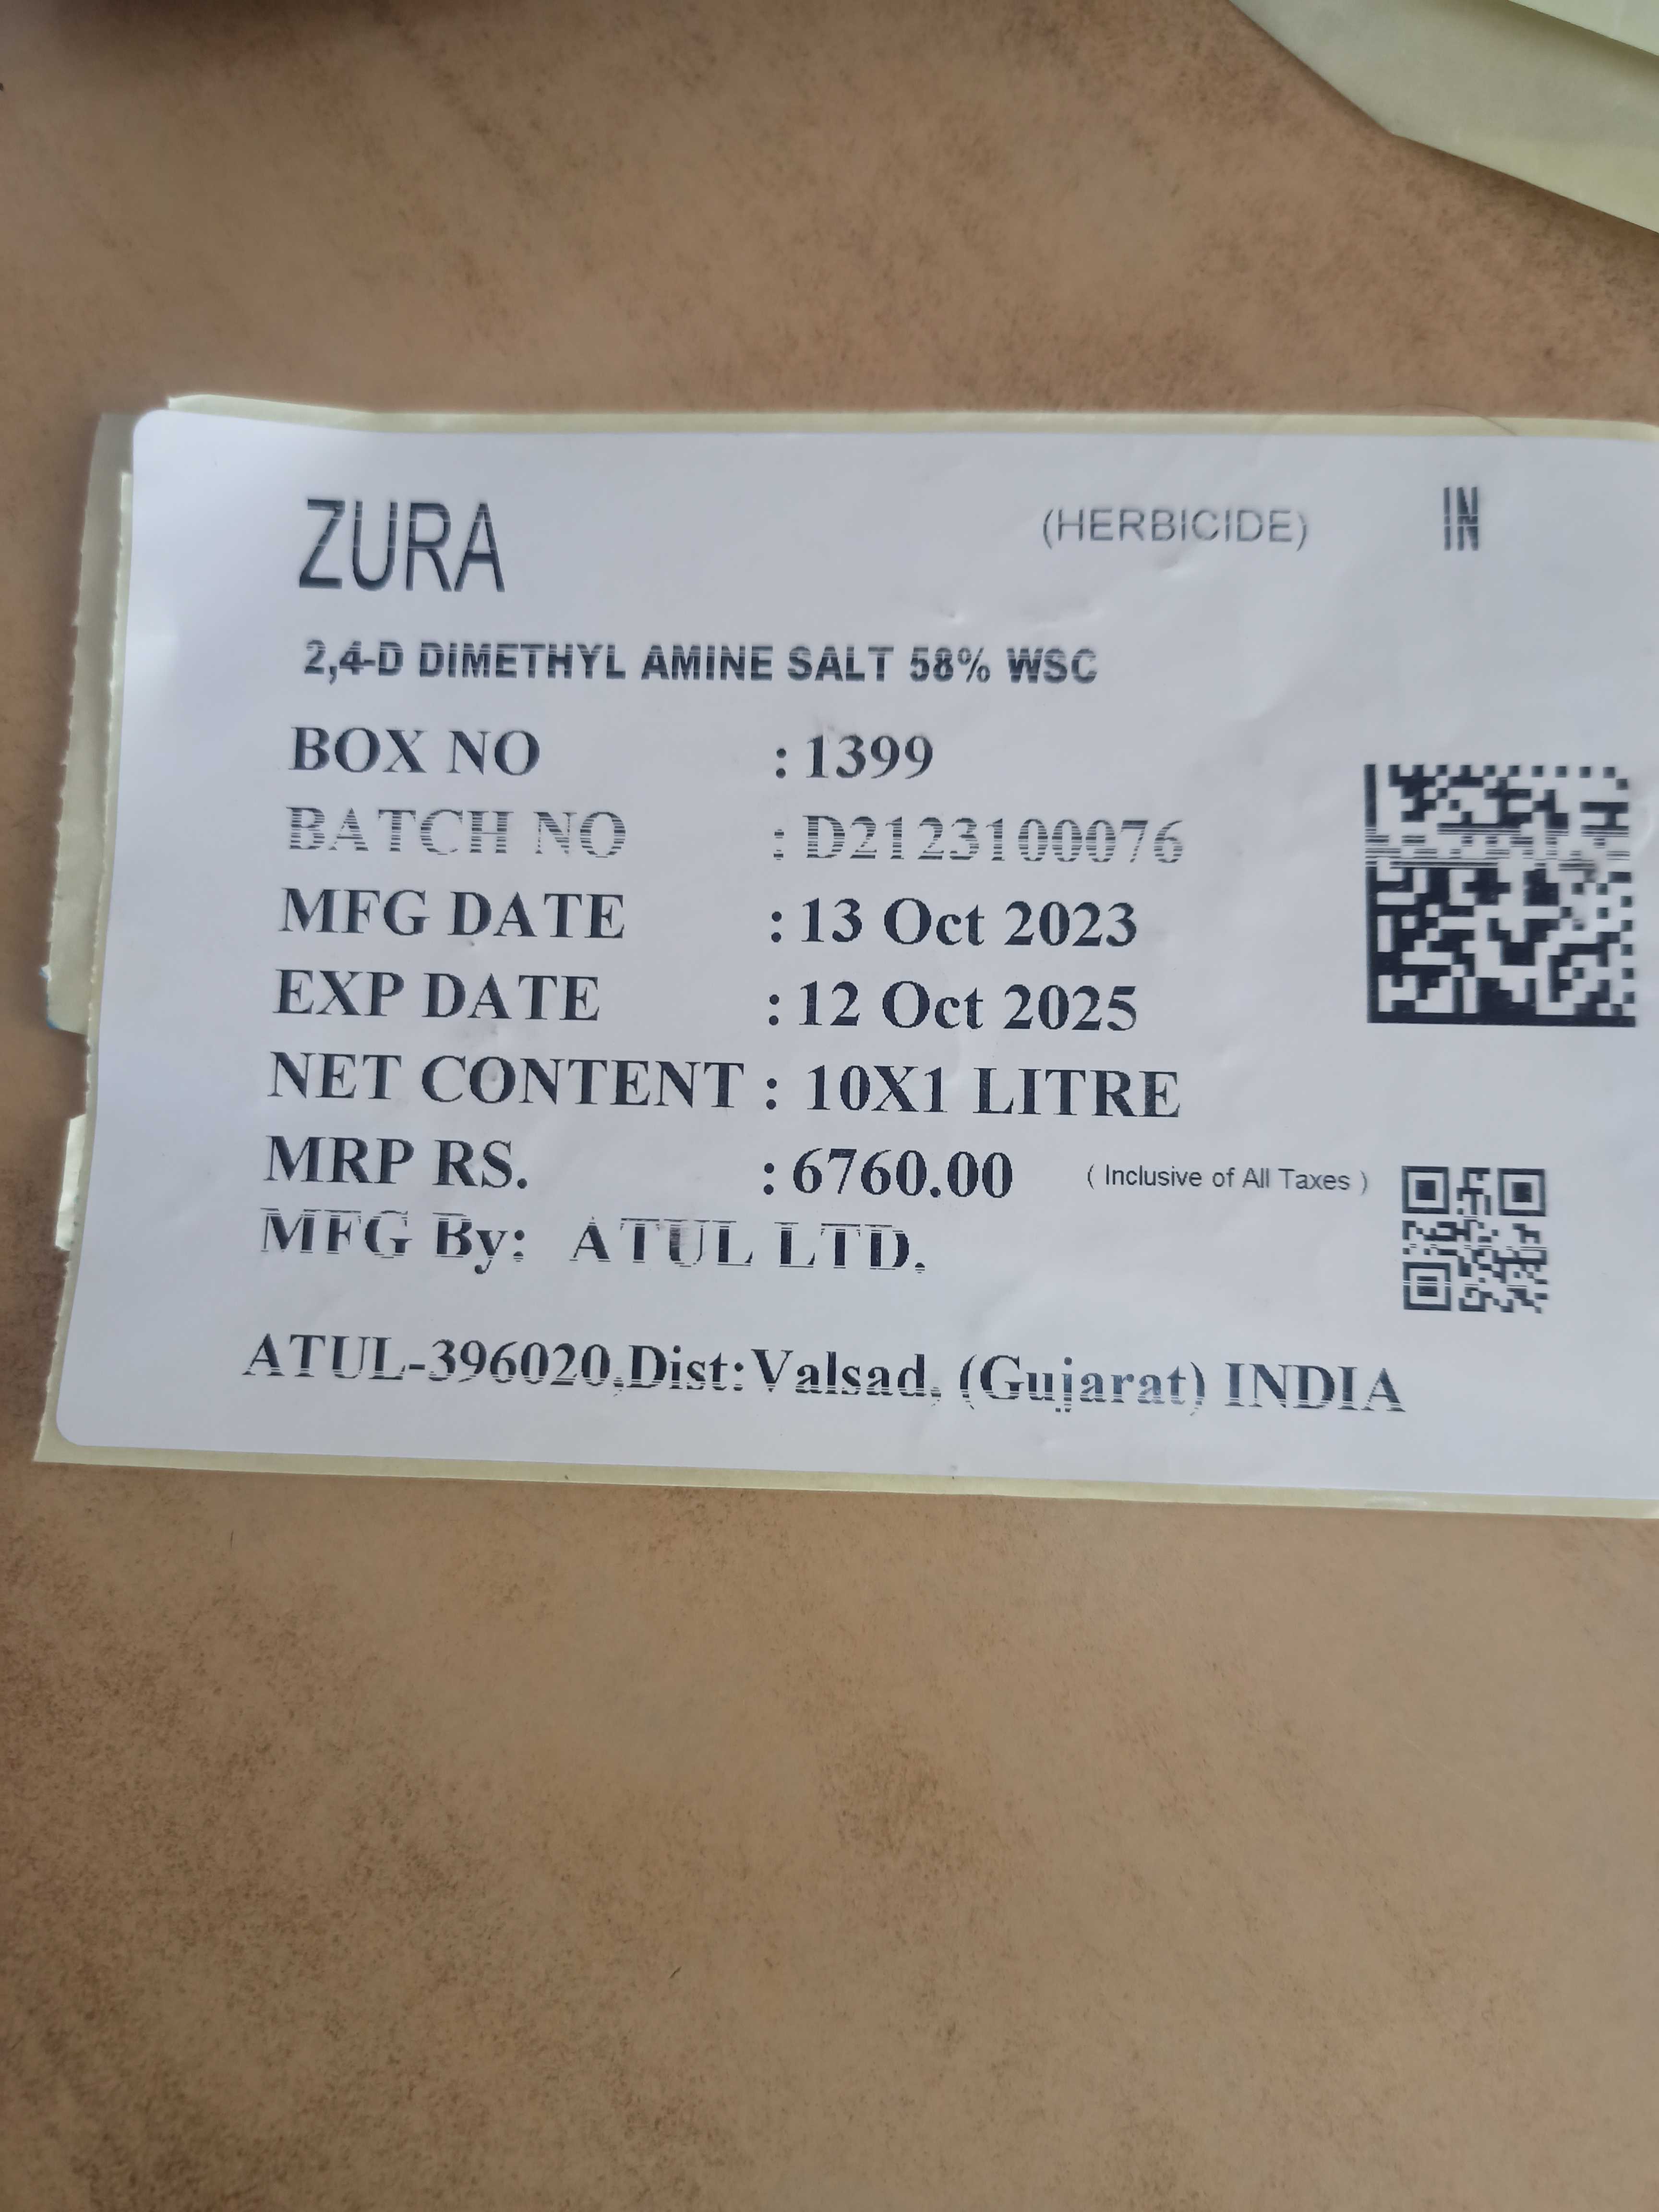 ZURA (HERBICIDE) IN
2,4-D DIMETHYL AMINE SALT 58% WSC
BOX NO : 1399
BATCH NO : D2123100076
MFG DATE : 13 Oct 2023
EXP DATE : 12 Oct 2025
NET CONTENT : 10X1 LITRE
MRP RS. : 6760.00 ( Inclusive of All Taxes )
MFG By: ATUL LTD.
ATUL-396020,Dist:Valsad, (Gujarat) INDIA